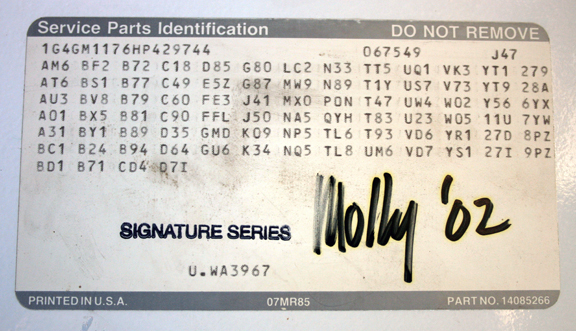 Service Parts Identification DO NOT REMOVE
1G4GM1176HP429744 067549 J47
AM6 BF2 B72 C18 D85 G80 LC2 N33 TT5 UQ1 VK3 YT1 279
AT6 BS1 B77 C49 E5Z G87 MW9 N89 T1Y US7 V73 YT9 28A
AU3 BV8 B79 C60 FE3 J41 MX0 P0N T47 UW4 W02 Y56 6YX
A01 BX5 B81 C90 FFL J50 NA5 QYH T83 U23 W05 11U 7YW
A31 BY1 B89 D35 GMD K09 NP5 TL6 T93 VD6 YR1 27D 8PZ
BC1 B24 B94 D64 GU6 K34 NQ5 TL8 UM6 VD7 YS1 27I 9PZ
BD1 B71 CD4 D7I
SIGNATURE SERIES Molly '02
U.WA3967
PRINTED IN U.S.A. 07MR85 PART NO. 14085266